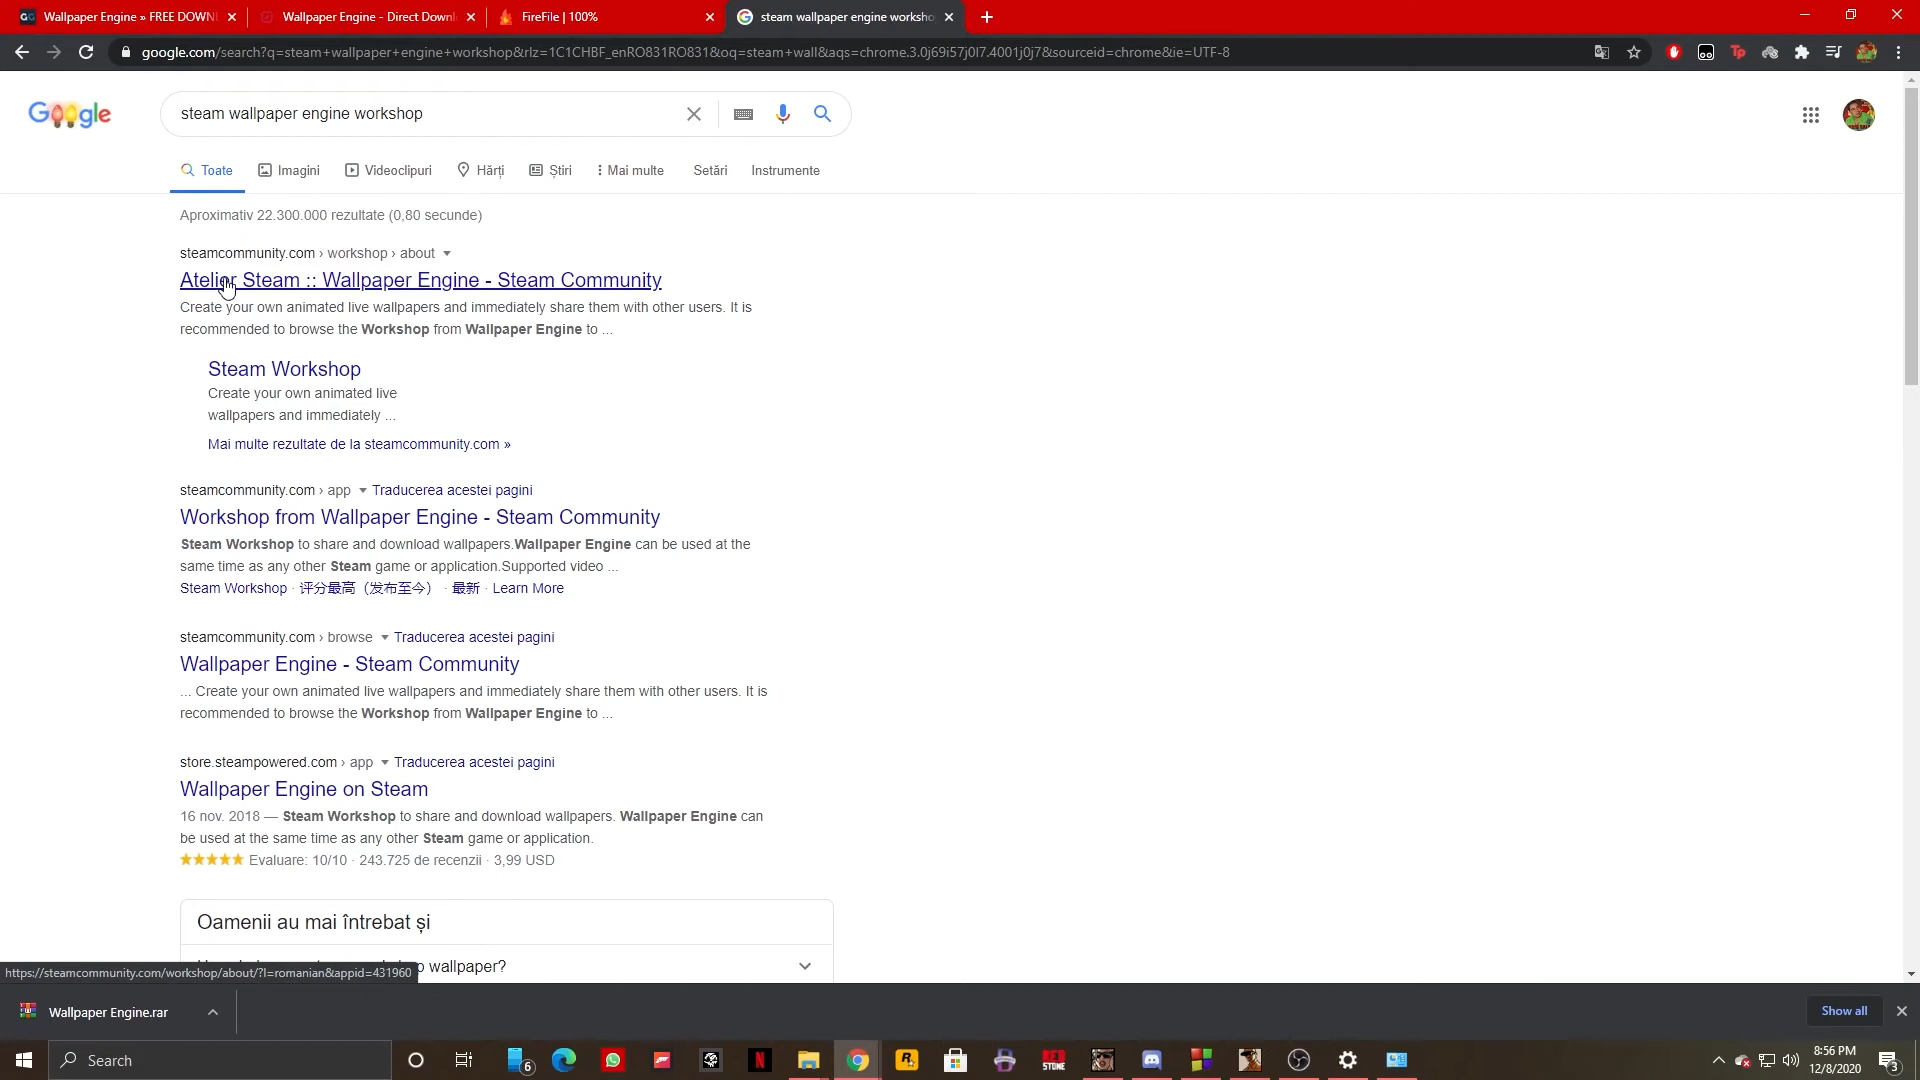 Wallpaper Engine » FREE DOWNL
Wallpaper Engine - Direct Downl
FireFile | 100%
steam wallpaper engine worksho
google.com/search?q=steam+wallpaper+engine+workshop&rlz=1C1CHBF_enRO831RO831&oq=steam+wall&aqs=chrome.3.0j69i57j0l7.4001j0j7&sourceid=chrome&ie=UTF-8
Google
steam wallpaper engine workshop
Toate Imagini Videoclipuri Hărți Știri Mai multe Setări Instrumente
Aproximativ 22.300.000 rezultate (0,80 secunde)
steamcommunity.com › workshop › about
Atelier Steam :: Wallpaper Engine - Steam Community
Create your own animated live wallpapers and immediately share them with other users. It is
recommended to browse the Workshop from Wallpaper Engine to ...
Steam Workshop
Create your own animated live
wallpapers and immediately ...
Mai multe rezultate de la steamcommunity.com »
steamcommunity.com › app Traducerea acestei pagini
Workshop from Wallpaper Engine - Steam Community
Steam Workshop to share and download wallpapers.Wallpaper Engine can be used at the
same time as any other Steam game or application.Supported video ...
Steam Workshop · 评分最高（发布至今） · 最新 · Learn More
steamcommunity.com › browse Traducerea acestei pagini
Wallpaper Engine - Steam Community
... Create your own animated live wallpapers and immediately share them with other users. It is
recommended to browse the Workshop from Wallpaper Engine to ...
store.steampowered.com › app Traducerea acestei pagini
Wallpaper Engine on Steam
16 nov. 2018 — Steam Workshop to share and download wallpapers. Wallpaper Engine can
be used at the same time as any other Steam game or application.
Evaluare: 10/10 · 243.725 de recenzii · 3,99 USD
Oamenii au mai întrebat și
wallpaper?
https://steamcommunity.com/workshop/about/?l=romanian&appid=431960
Wallpaper Engine.rar
Show all
Search
6
RED STONE
8:56 PM
12/8/2020
3